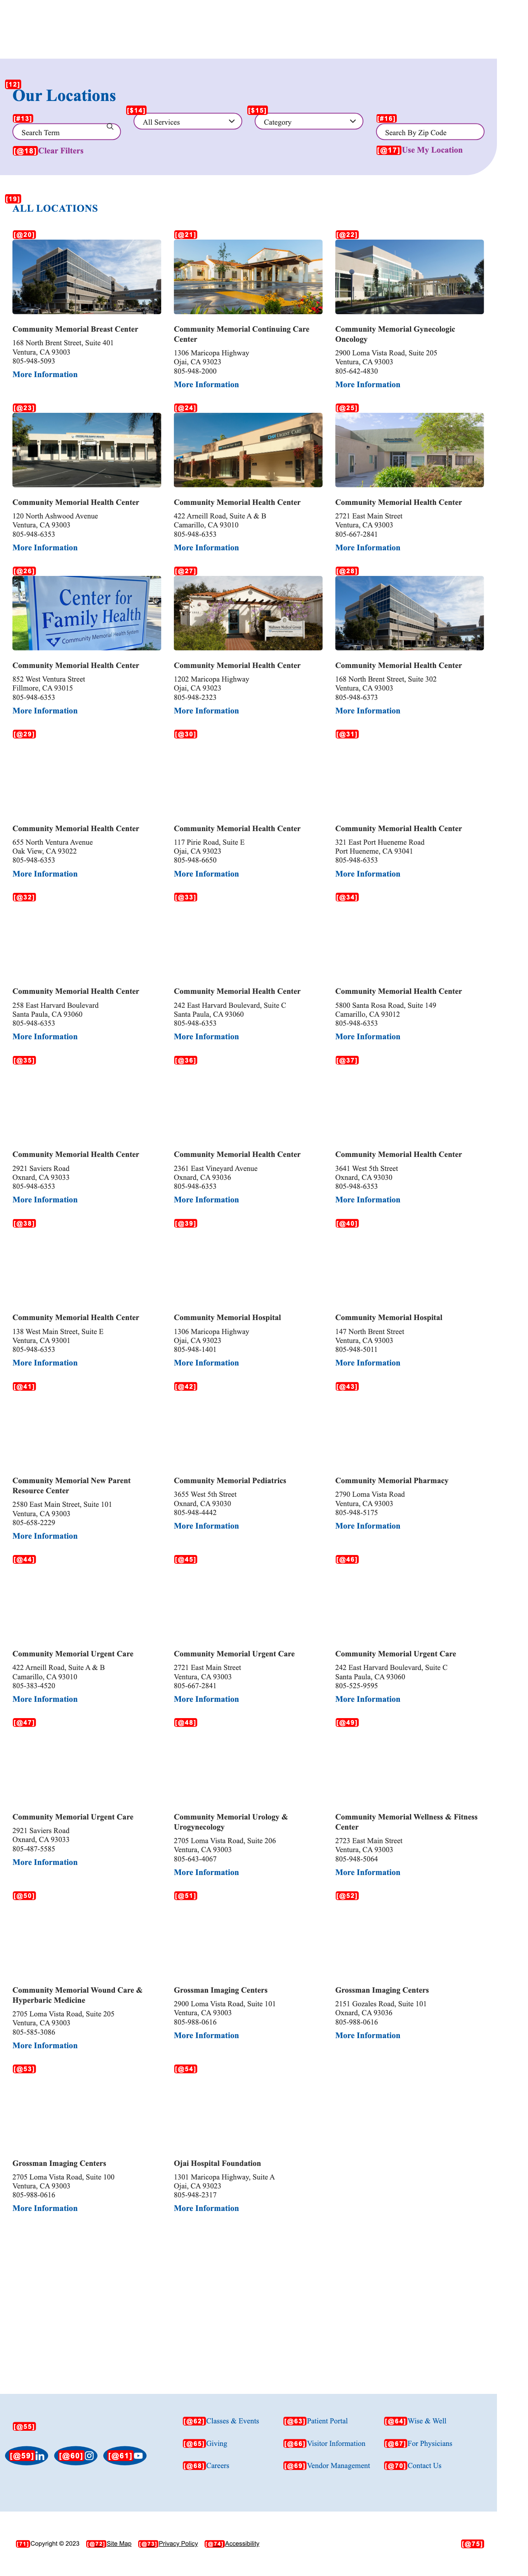 [12]
Our Locations
[#13] [$14] [$15] [#16]
Search Term
All Services
Category
Search By Zip Code
[@18] Clear Filters
[@17] Use My Location
[19]
ALL LOCATIONS
[@20]
Community Memorial Breast Center
168 North Brent Street, Suite 401
Ventura, CA 93003
805-948-5093
More Information
[@21]
Community Memorial Continuing Care
Center
1306 Maricopa Highway
Ojai, CA 93023
805-948-2000
More Information
[@22]
Community Memorial Gynecologic
Oncology
2900 Loma Vista Road, Suite 205
Ventura, CA 93003
805-642-4830
More Information
[@23]
Community Memorial Health Center
120 North Ashwood Avenue
Ventura, CA 93003
805-948-6353
More Information
[@24]
Community Memorial Health Center
422 Arneill Road, Suite A & B
Camarillo, CA 93010
805-948-6353
More Information
[@25]
Community Memorial Health Center
2721 East Main Street
Ventura, CA 93003
805-667-2841
More Information
[@26]
Center for
Family Health
Community Memorial Health System
Community Memorial Health Center
852 West Ventura Street
Fillmore, CA 93015
805-948-6353
More Information
[@27]
Community Memorial Health Center
1202 Maricopa Highway
Ojai, CA 93023
805-948-2323
More Information
[@28]
Community Memorial Health Center
168 North Brent Street, Suite 302
Ventura, CA 93003
805-948-6373
More Information
[@29]
Community Memorial Health Center
655 North Ventura Avenue
Oak View, CA 93022
805-948-6353
More Information
[@30]
Community Memorial Health Center
117 Pirie Road, Suite E
Ojai, CA 93023
805-948-6650
More Information
[@31]
Community Memorial Health Center
321 East Port Hueneme Road
Port Hueneme, CA 93041
805-948-6353
More Information
[@32]
Community Memorial Health Center
258 East Harvard Boulevard
Santa Paula, CA 93060
805-948-6353
More Information
[@33]
Community Memorial Health Center
242 East Harvard Boulevard, Suite C
Santa Paula, CA 93060
805-948-6353
More Information
[@34]
Community Memorial Health Center
5800 Santa Rosa Road, Suite 149
Camarillo, CA 93012
805-948-6353
More Information
[@35]
Community Memorial Health Center
2921 Saviers Road
Oxnard, CA 93033
805-948-6353
More Information
[@36]
Community Memorial Health Center
2361 East Vineyard Avenue
Oxnard, CA 93036
805-948-6353
More Information
[@37]
Community Memorial Health Center
3641 West 5th Street
Oxnard, CA 93030
805-948-6353
More Information
[@38]
Community Memorial Health Center
138 West Main Street, Suite E
Ventura, CA 93001
805-948-6353
More Information
[@39]
Community Memorial Hospital
1306 Maricopa Highway
Ojai, CA 93023
805-948-1401
More Information
[@40]
Community Memorial Hospital
147 North Brent Street
Ventura, CA 93003
805-948-5011
More Information
[@41]
Community Memorial New Parent
Resource Center
2580 East Main Street, Suite 101
Ventura, CA 93003
805-658-2229
More Information
[@42]
Community Memorial Pediatrics
3655 West 5th Street
Oxnard, CA 93030
805-948-4442
More Information
[@43]
Community Memorial Pharmacy
2790 Loma Vista Road
Ventura, CA 93003
805-948-5175
More Information
[@44]
Community Memorial Urgent Care
422 Arneill Road, Suite A & B
Camarillo, CA 93010
805-383-4520
More Information
[@45]
Community Memorial Urgent Care
2721 East Main Street
Ventura, CA 93003
805-667-2841
More Information
[@46]
Community Memorial Urgent Care
242 East Harvard Boulevard, Suite C
Santa Paula, CA 93060
805-525-9595
More Information
[@47]
Community Memorial Urgent Care
2921 Saviers Road
Oxnard, CA 93033
805-487-5585
More Information
[@48]
Community Memorial Urology &
Urogynecology
2705 Loma Vista Road, Suite 206
Ventura, CA 93003
805-643-4067
More Information
[@49]
Community Memorial Wellness & Fitness
Center
2723 East Main Street
Ventura, CA 93003
805-948-5064
More Information
[@50]
Community Memorial Wound Care &
Hyperbaric Medicine
2705 Loma Vista Road, Suite 205
Ventura, CA 93003
805-585-3086
More Information
[@51]
Grossman Imaging Centers
2900 Loma Vista Road, Suite 101
Ventura, CA 93003
805-988-0616
More Information
[@52]
Grossman Imaging Centers
2151 Gozales Road, Suite 101
Oxnard, CA 93036
805-988-0616
More Information
[@53]
Grossman Imaging Centers
2705 Loma Vista Road, Suite 100
Ventura, CA 93003
805-988-0616
More Information
[@54]
Ojai Hospital Foundation
1301 Maricopa Highway, Suite A
Ojai, CA 93023
805-948-2317
More Information
[@55]
[@59] [@60] [@61]
[@62] Classes & Events [@63] Patient Portal [@64] Wise & Well
[@65] Giving [@66] Visitor Information [@67] For Physicians
[@68] Careers [@69] Vendor Management [@70] Contact Us
[71] Copyright © 2023 [@72] Site Map [@73] Privacy Policy [@74] Accessibility [@75]